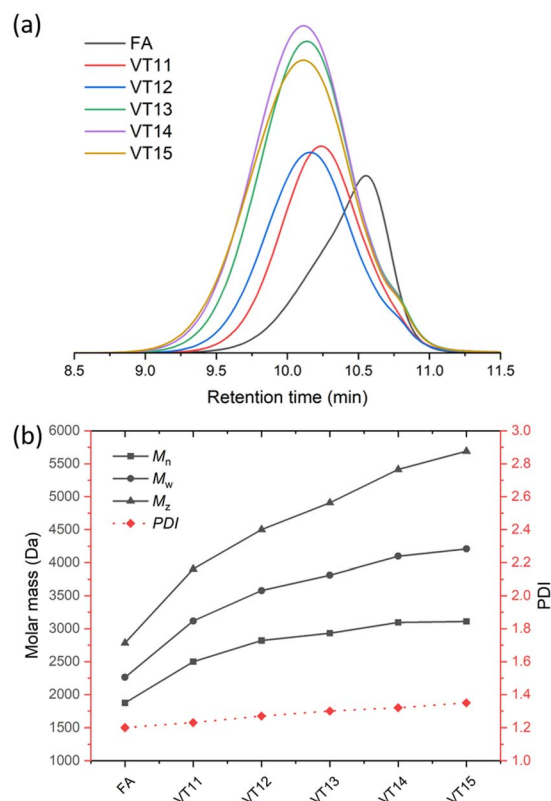 (a)
FA
VT11
VT12
VT13
VT14
VT15
8.5 9.0 9.5 10.0 10.5 11.0 11.5
Retention time (min)
(b)
6000
5500
5000
4500
4000
3500
3000
2500
2000
1500
1000
Molar mass (Da)
Mn
Mw
Mz
PDI
3.0
2.8
2.6
2.4
2.2
2.0
1.8
1.6
1.4
1.2
1.0
PDI
FA VT11 VT12 VT13 VT14 VT15